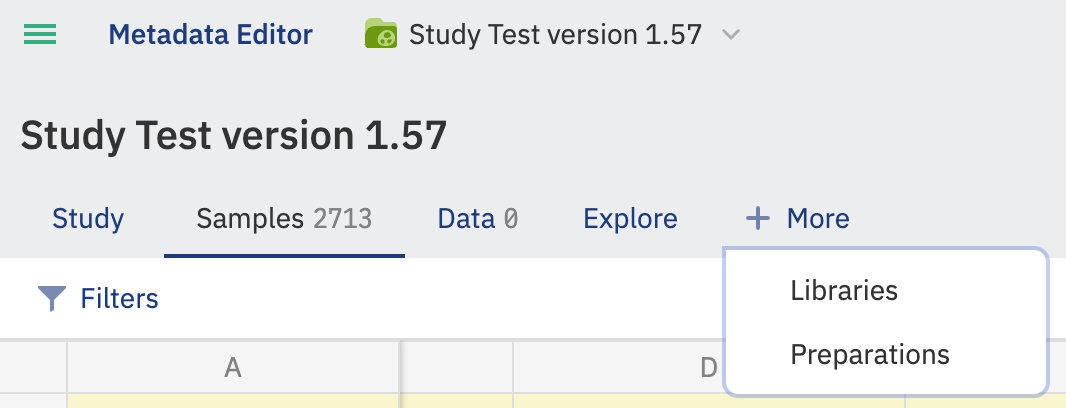 Metadata Editor Study Test version 1.57
Study Test version 1.57
Study Samples 2713 Data 0 Explore + More
Libraries
Filters
Preparations
A D